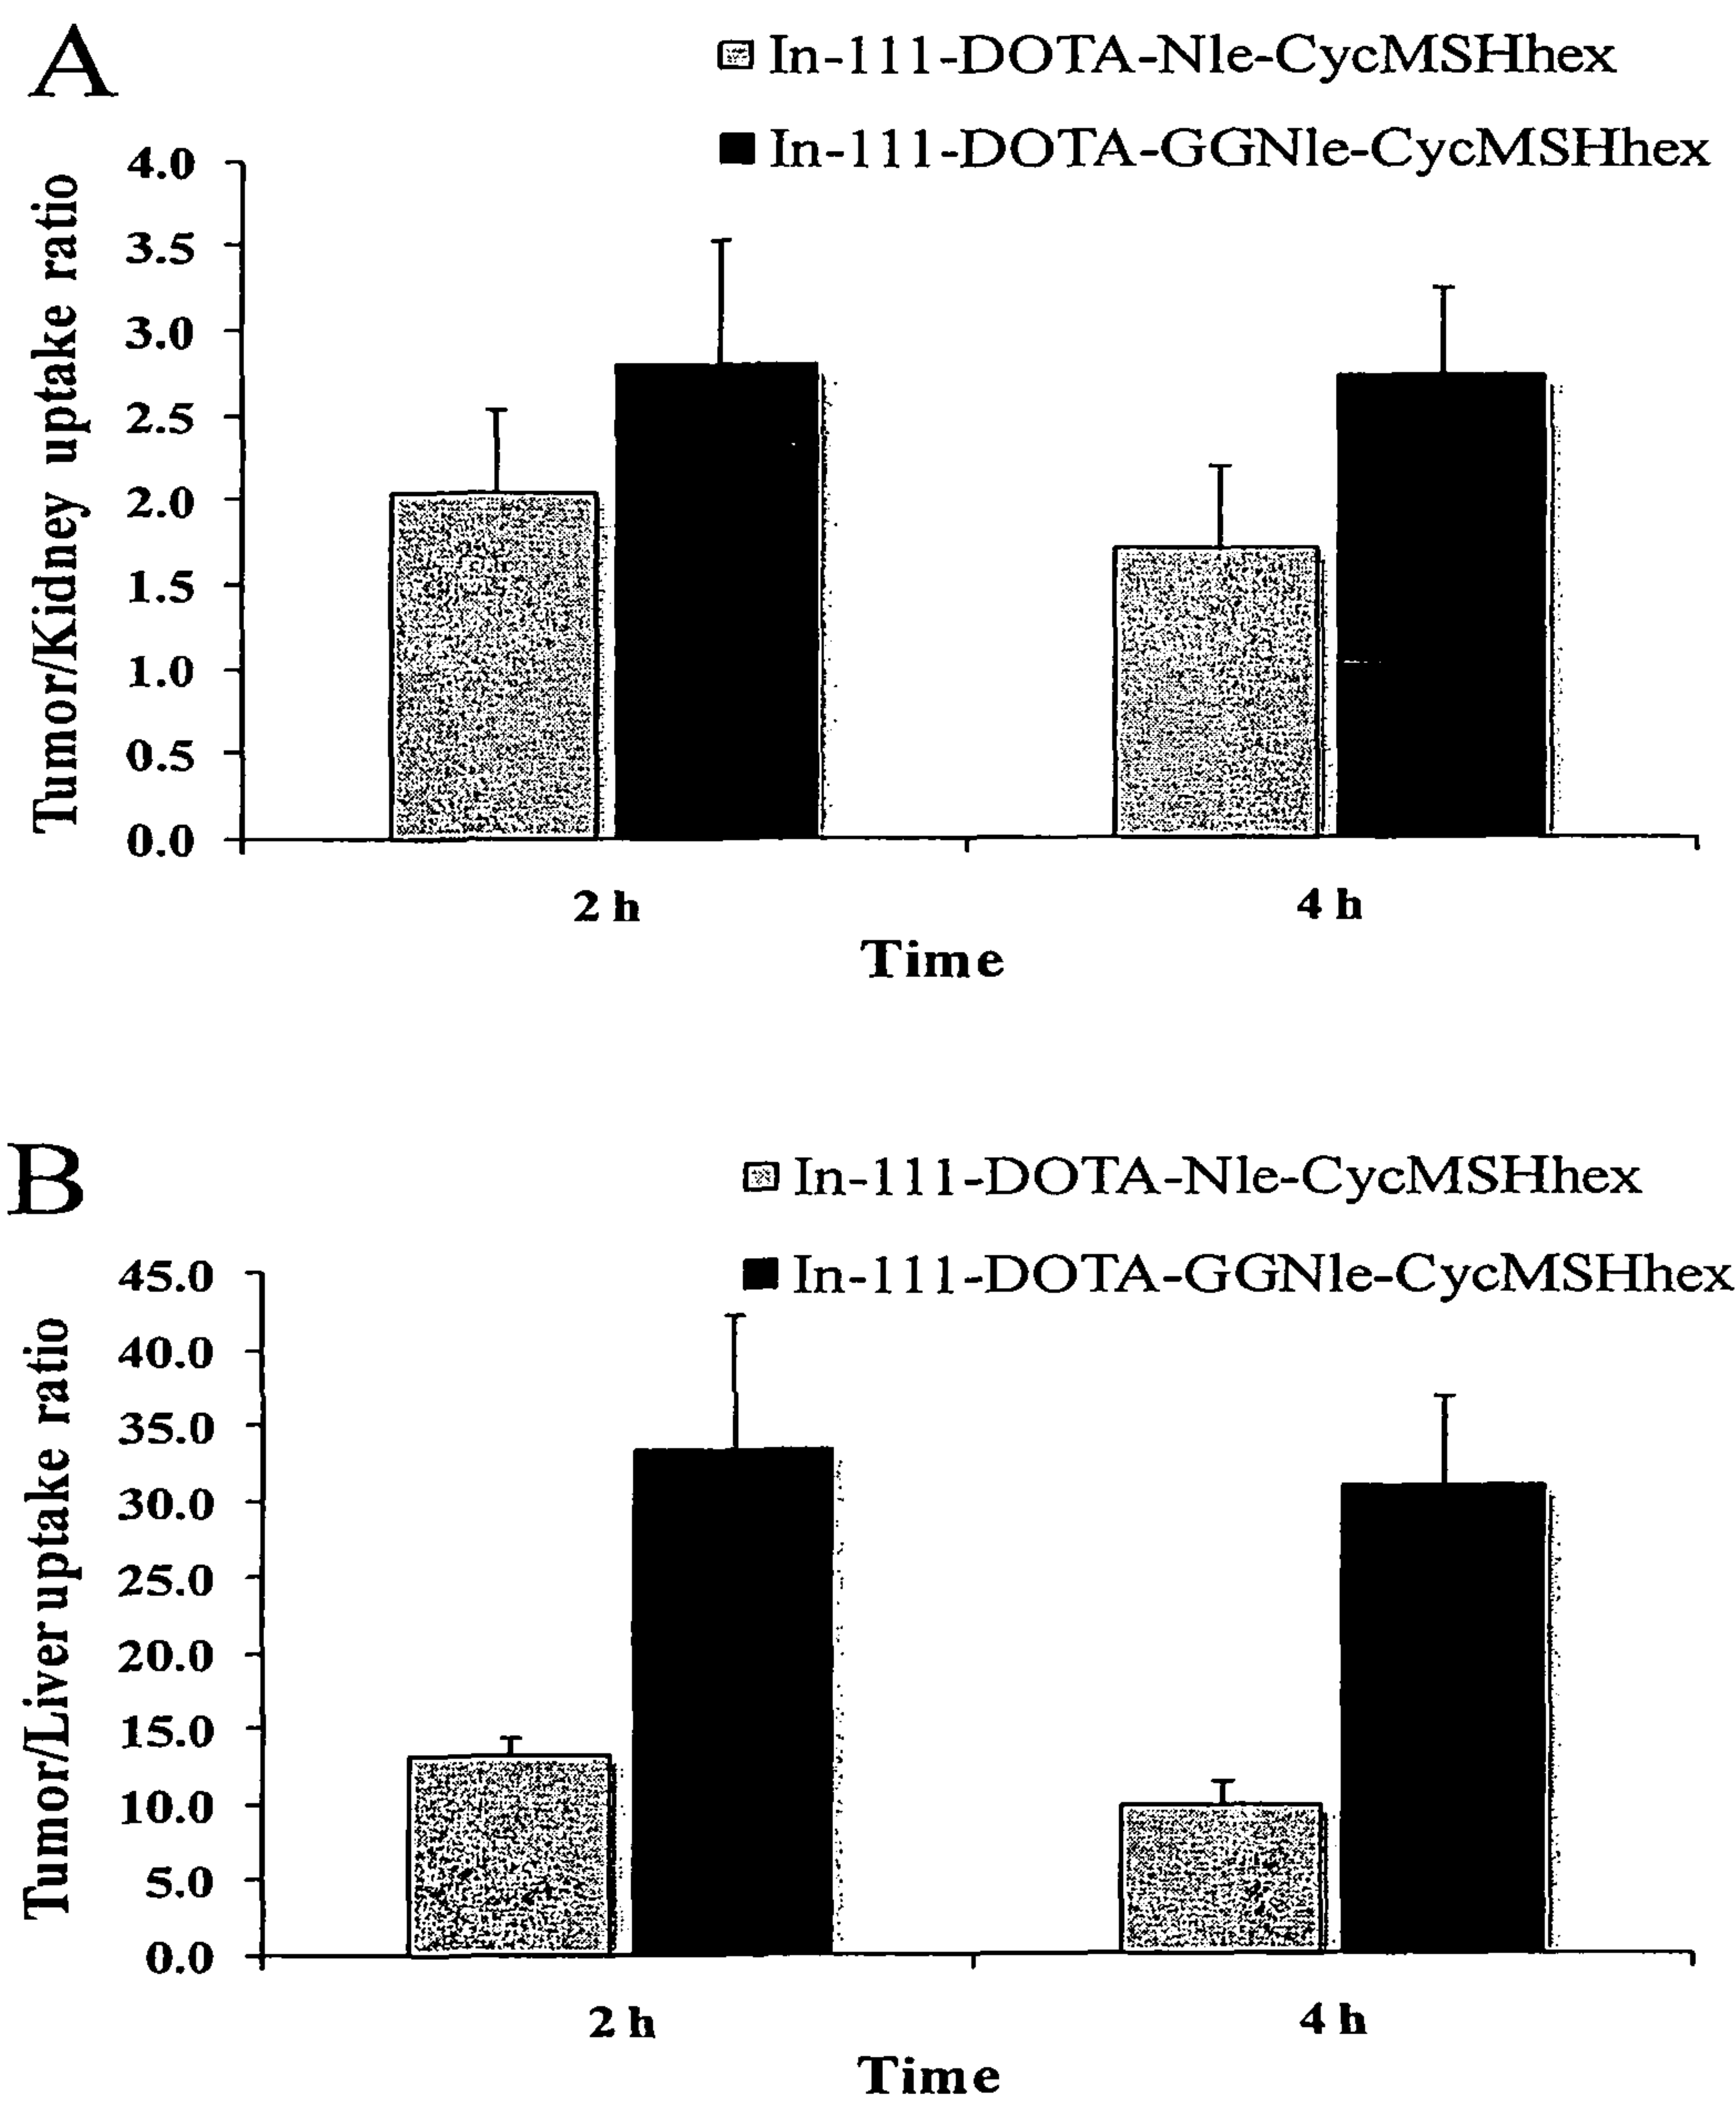 A
In-111-DOTA-Nle-CycMSHhex
In-111-DOTA-GGNle-CycMSHhex
Tumor/Kidney uptake ratio
4.0
3.5
3.0
2.5
2.0
1.5
1.0
0.5
0.0
2 h
4 h
Time
B
In-111-DOTA-Nle-CycMSHhex
In-111-DOTA-GGNle-CycMSHhex
Tumor/Liver uptake ratio
45.0
40.0
35.0
30.0
25.0
20.0
15.0
10.0
5.0
0.0
2 h
4 h
Time